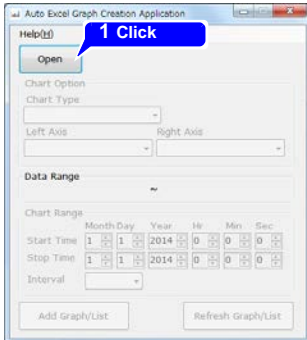 Auto Excel Graph Creation Application
Help(H)
1 Click
Open
Chart Option
Chart Type
Left Axis Right Axis
Data Range
~
Chart Range
Month Day Year Hr Min Sec
Start Time 1 1 2014 0 0 0
Stop Time 1 1 2014 0 0 0
Interval
Add Graph/List Refresh Graph/List